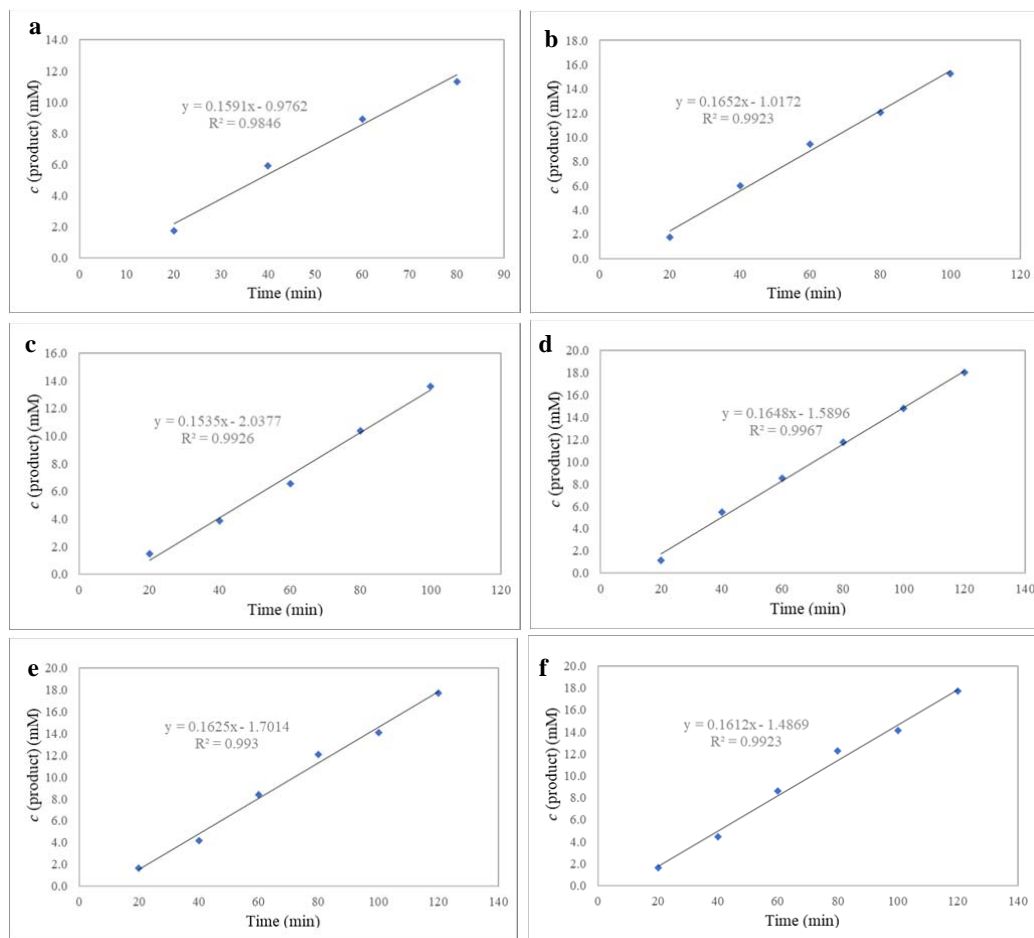 a
14.0
12.0
10.0
8.0
6.0
4.0
2.0
0.0
y = 0.1591x - 0.9762
R² = 0.9846
c (product) (mM)
0 10 20 30 40 50 60 70 80 90
Time (min)
b
18.0
16.0
14.0
12.0
10.0
8.0
6.0
4.0
2.0
0.0
y = 0.1652x - 1.0172
R² = 0.9923
c (product) (mM)
0 20 40 60 80 100 120
Time (min)
c
16.0
14.0
12.0
10.0
8.0
6.0
4.0
2.0
0.0
y = 0.1535x - 2.0377
R² = 0.9926
c (product) (mM)
0 20 40 60 80 100 120
Time (min)
d
20.0
18.0
16.0
14.0
12.0
10.0
8.0
6.0
4.0
2.0
0.0
y = 0.1648x - 1.5896
R² = 0.9967
c (product) (mM)
0 20 40 60 80 100 120 140
Time (min)
e
20.0
18.0
16.0
14.0
12.0
10.0
8.0
6.0
4.0
2.0
0.0
y = 0.1625x - 1.7014
R² = 0.993
c (product) (mM)
0 20 40 60 80 100 120 140
Time (min)
f
20.0
18.0
16.0
14.0
12.0
10.0
8.0
6.0
4.0
2.0
0.0
y = 0.1612x - 1.4869
R² = 0.9923
c (product) (mM)
0 20 40 60 80 100 120 140
Time (min)